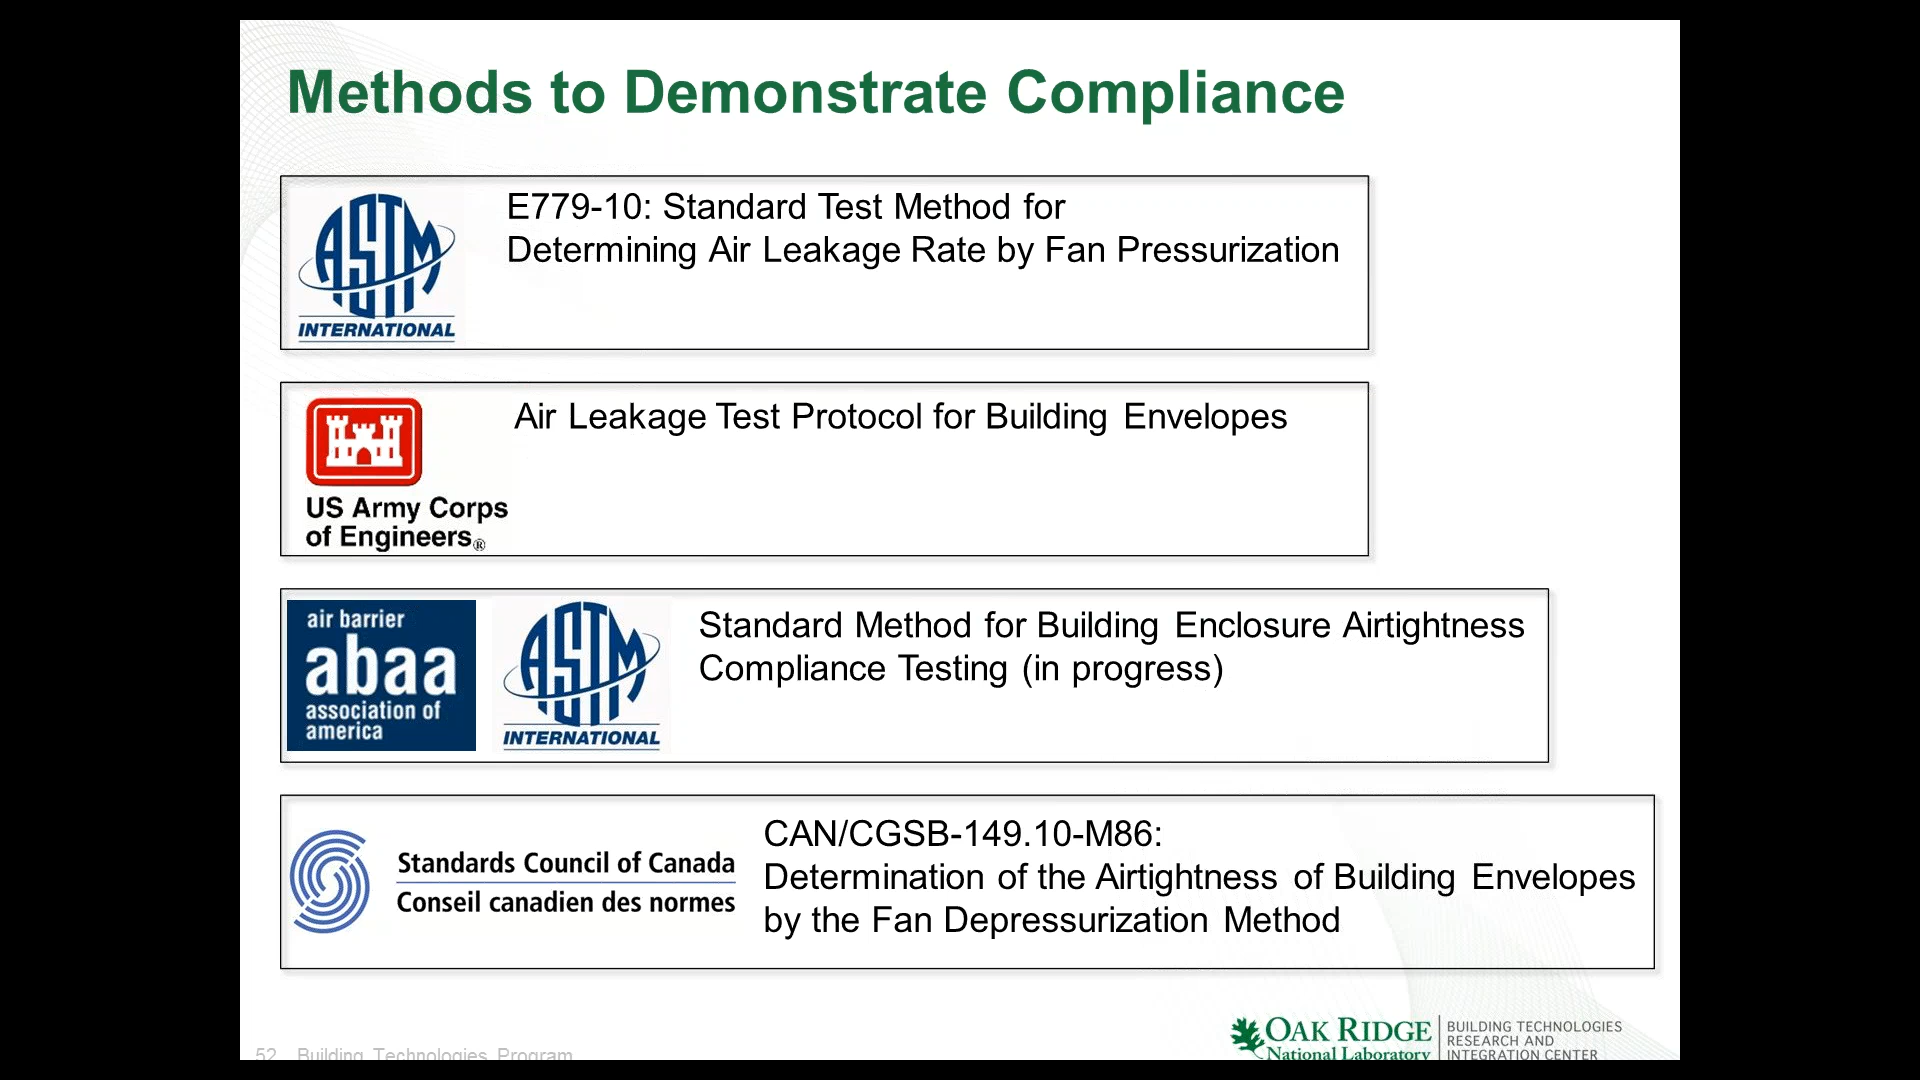 Methods to Demonstrate Compliance
ASTM
INTERNATIONAL
E779-10: Standard Test Method for
Determining Air Leakage Rate by Fan Pressurization
US Army Corps
of Engineers®
Air Leakage Test Protocol for Building Envelopes
air barrier
abaa
association of
america
ASTM
INTERNATIONAL
Standard Method for Building Enclosure Airtightness
Compliance Testing (in progress)
Standards Council of Canada
Conseil canadien des normes
CAN/CGSB-149.10-M86:
Determination of the Airtightness of Building Envelopes
by the Fan Depressurization Method
52 Building Technologies Program
OAK RIDGE
National Laboratory
BUILDING TECHNOLOGIES
RESEARCH AND
INTEGRATION CENTER